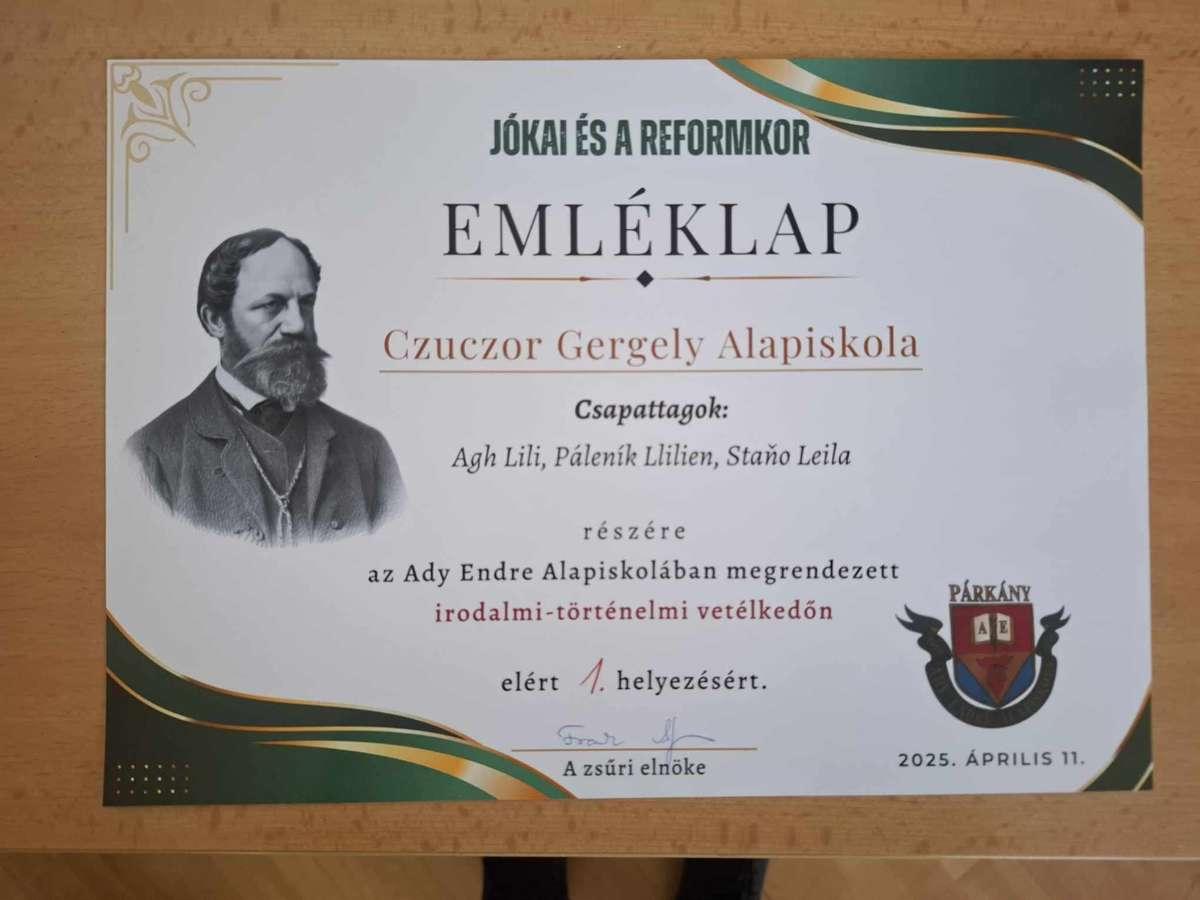 JÓKAI ÉS A REFORMKOR
EMLÉKLAP
Czuczor Gergely Alapiskola
Csapattagok:
Agh Lili, Páleník Llilien, Staňo Leila
részére
az Ady Endre Alapiskolában megrendezett
irodalmi-történelmi vetélkedőn
elért 1. helyezésért.
A zsűri elnöke
PÁRKÁNY
A E
2025. ÁPRILIS 11.